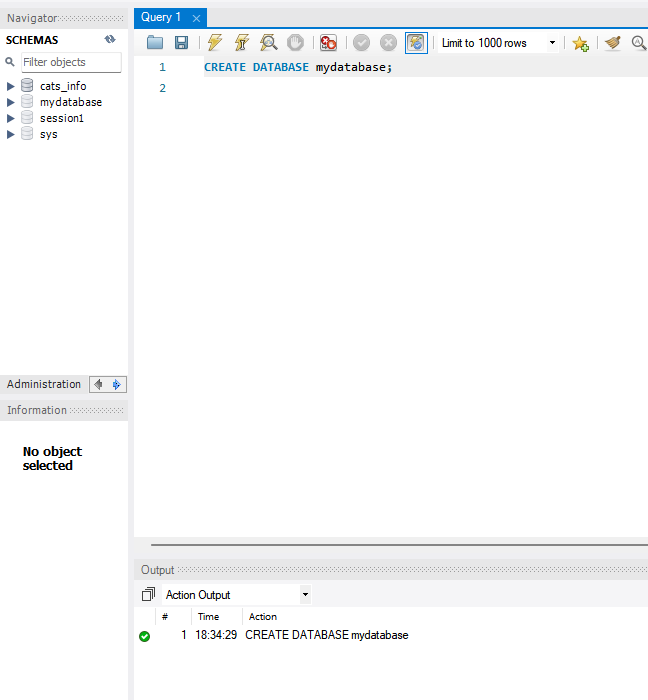 Navigator
SCHEMAS
Filter objects
cats_info
mydatabase
session1
sys
Administration
Information
No object
selected
Query 1
Limit to 1000 rows
1 CREATE DATABASE mydatabase;
2
Output
Action Output
# Time Action
1 18:34:29 CREATE DATABASE mydatabase